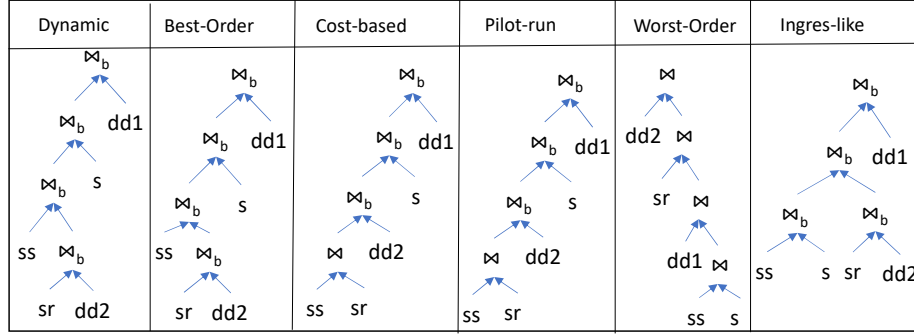 Dynamic
Best-Order
Cost-based
Pilot-run
Worst-Order
Ingres-like
⋈b
dd1
⋈b
s
⋈b
ss
⋈b
sr
dd2
⋈b
dd1
⋈b
s
⋈b
ss
⋈b
sr
dd2
⋈b
dd1
⋈b
s
⋈b
dd2
⋈
ss
sr
⋈b
dd1
⋈b
s
⋈b
dd2
⋈
ss
sr
⋈
dd2
⋈
sr
⋈
dd1
⋈
ss
s
⋈b
dd1
⋈b
⋈b
⋈b
ss
s
sr
dd2